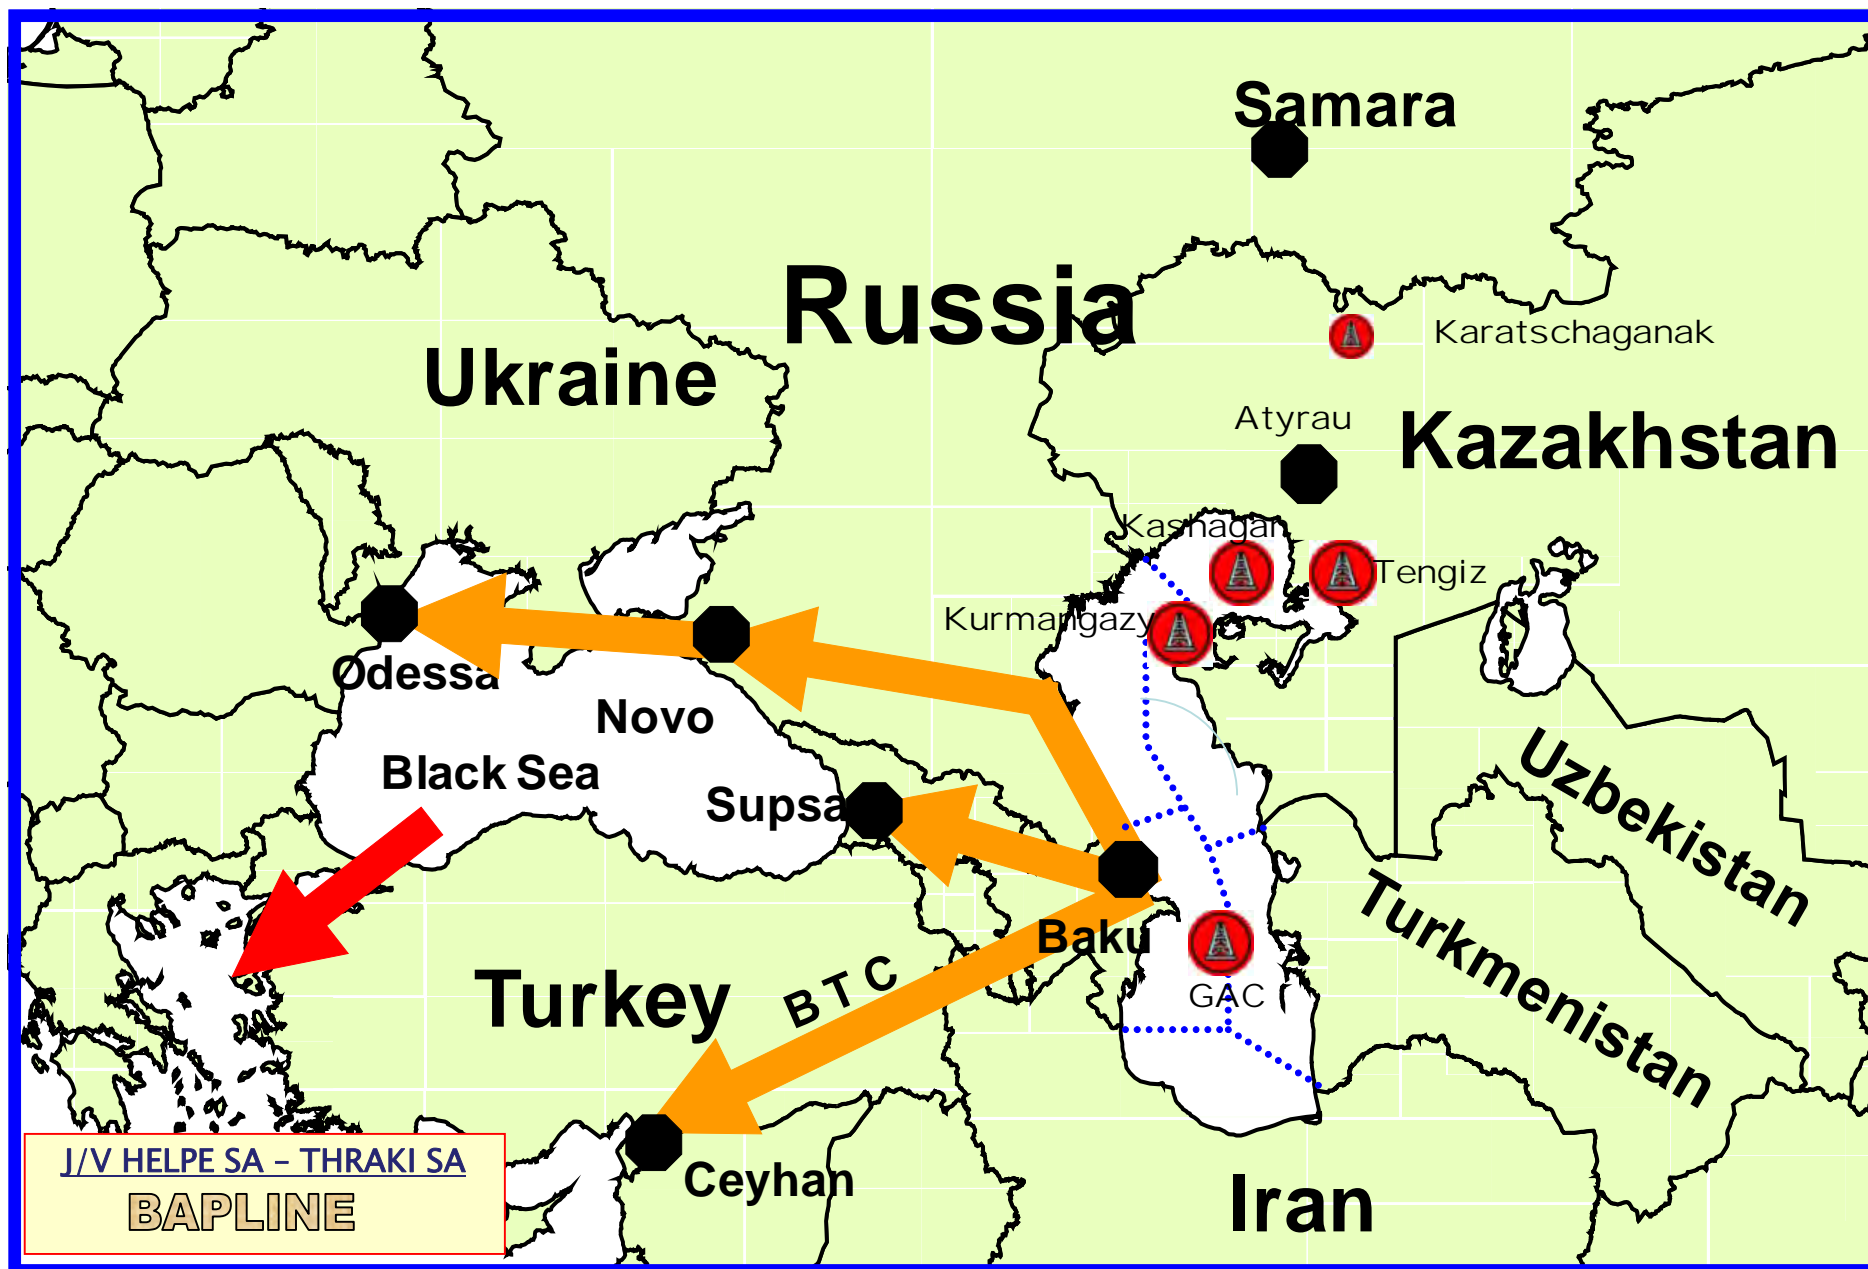 Samara
Russia
Karatschaganak
Ukraine
Atyrau
Kazakhstan
Kashagan
Tengiz
Kurmangazy
Odessa
Novo
Black Sea
Supsa
Uzbekistan
Baku
Turkmenistan
Turkey
BTC
GAC
Ceyhan
Iran
J/V HELPE SA – THRAKI SA
BAPLINE